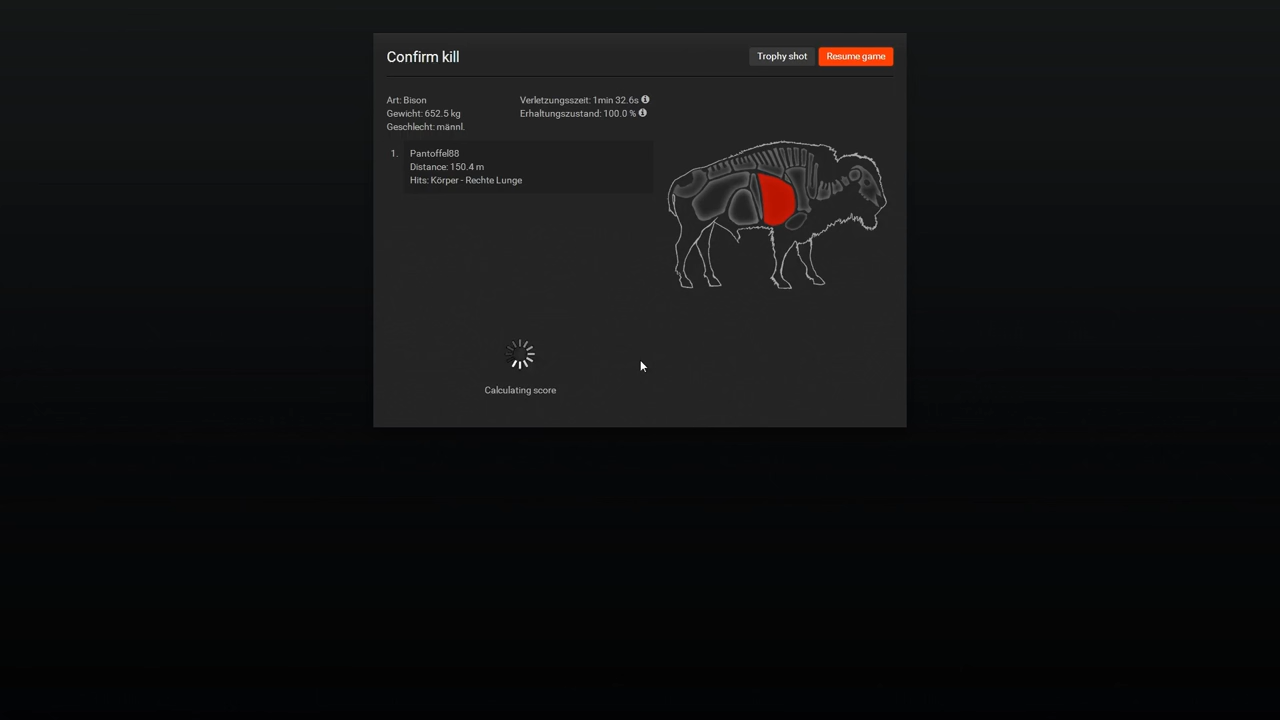 Confirm kill
Trophy shot
Resume game
Art: Bison
Gewicht: 652.5 kg
Geschlecht: männl.
Verletzungsszeit: 1min 32.6s
Erhaltungszustand: 100.0 %
1.
Pantoffel88
Distance: 150.4 m
Hits: Körper - Rechte Lunge
Calculating score